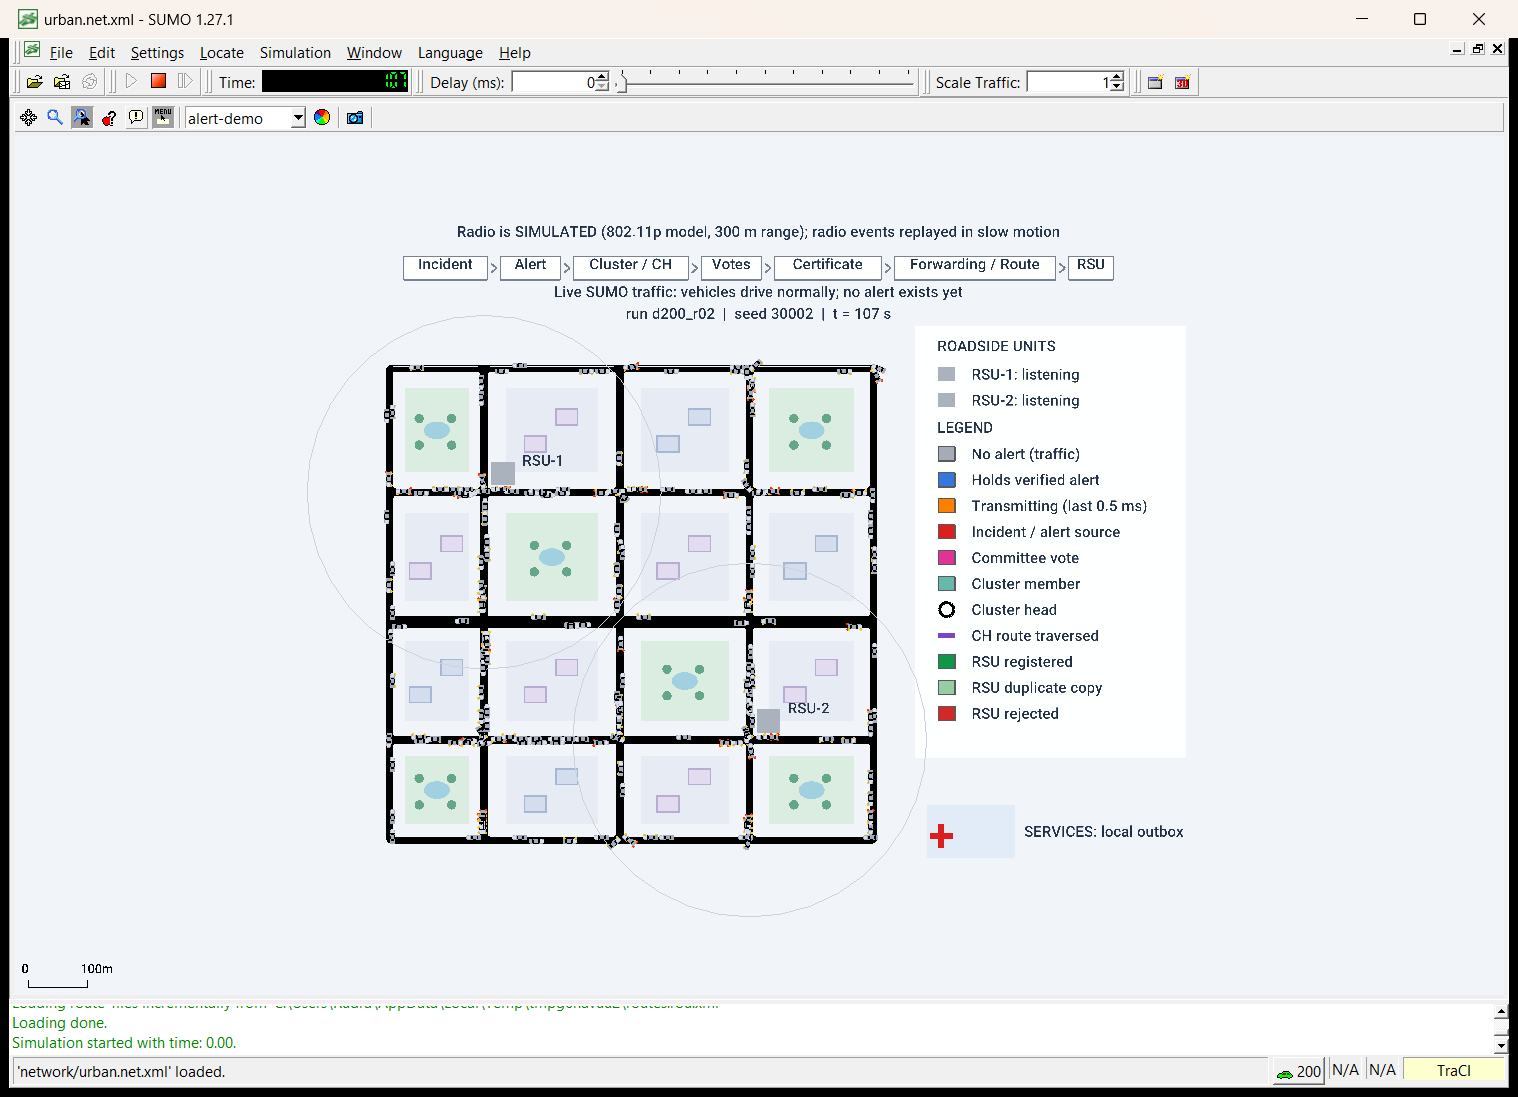 urban.net.xml - SUMO 1.27.1
File Edit Settings Locate Simulation Window Language Help
Time: 107 Delay (ms): 0 Scale Traffic: 1
MENU alert-demo
Radio is SIMULATED (802.11p model, 300 m range); radio events replayed in slow motion
Incident > Alert > Cluster / CH > Votes > Certificate > Forwarding / Route > RSU
Live SUMO traffic: vehicles drive normally; no alert exists yet
run d200_r02 | seed 30002 | t = 107 s
RSU-1
RSU-2
ROADSIDE UNITS
RSU-1: listening
RSU-2: listening
LEGEND
No alert (traffic)
Holds verified alert
Transmitting (last 0.5 ms)
Incident / alert source
Committee vote
Cluster member
Cluster head
CH route traversed
RSU registered
RSU duplicate copy
RSU rejected
SERVICES: local outbox
0 100m
Loading done.
Simulation started with time: 0.00.
'network/urban.net.xml' loaded.
200 N/A N/A TraCI